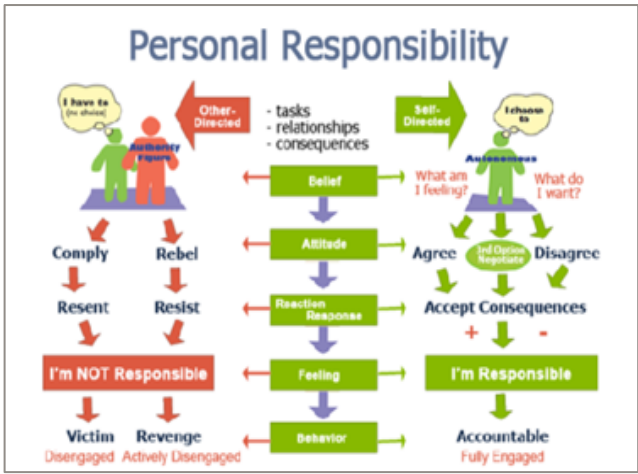 Personal Responsibility
I have to
(no choice)
Authority
Figure
Other-
Directed
- tasks
- relationships
- consequences
Self-
Directed
I choose
to
Autonomous
What am
I feeling?
What do
I want?
Belief
Comply
Rebel
Attitude
Agree
3rd Option
Negotiate
Disagree
Resent
Resist
Reaction
Response
Accept Consequences
+
-
I'm NOT Responsible
Feeling
I'm Responsible
Victim
Disengaged
Revenge
Actively Disengaged
Behavior
Accountable
Fully Engaged